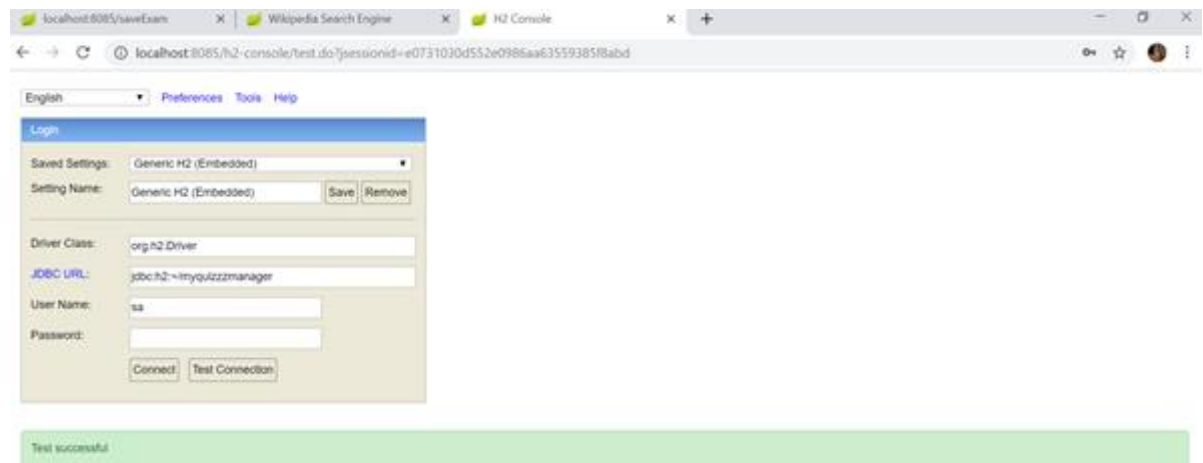 localhost:8085/saveExam × Wikipedia Search Engine × H2 Console × +
localhost:8085/h2-console/test.do?jsessionid=e0731030d552e0986aa63559385f8abd
English Preferences Tools Help
Login
Saved Settings: Generic H2 (Embedded)
Setting Name: Generic H2 (Embedded) Save Remove
Driver Class: org.h2.Driver
JDBC URL: jdbc:h2:~/myquizzzmanager
User Name: sa
Password:
Connect Test Connection
Test successful